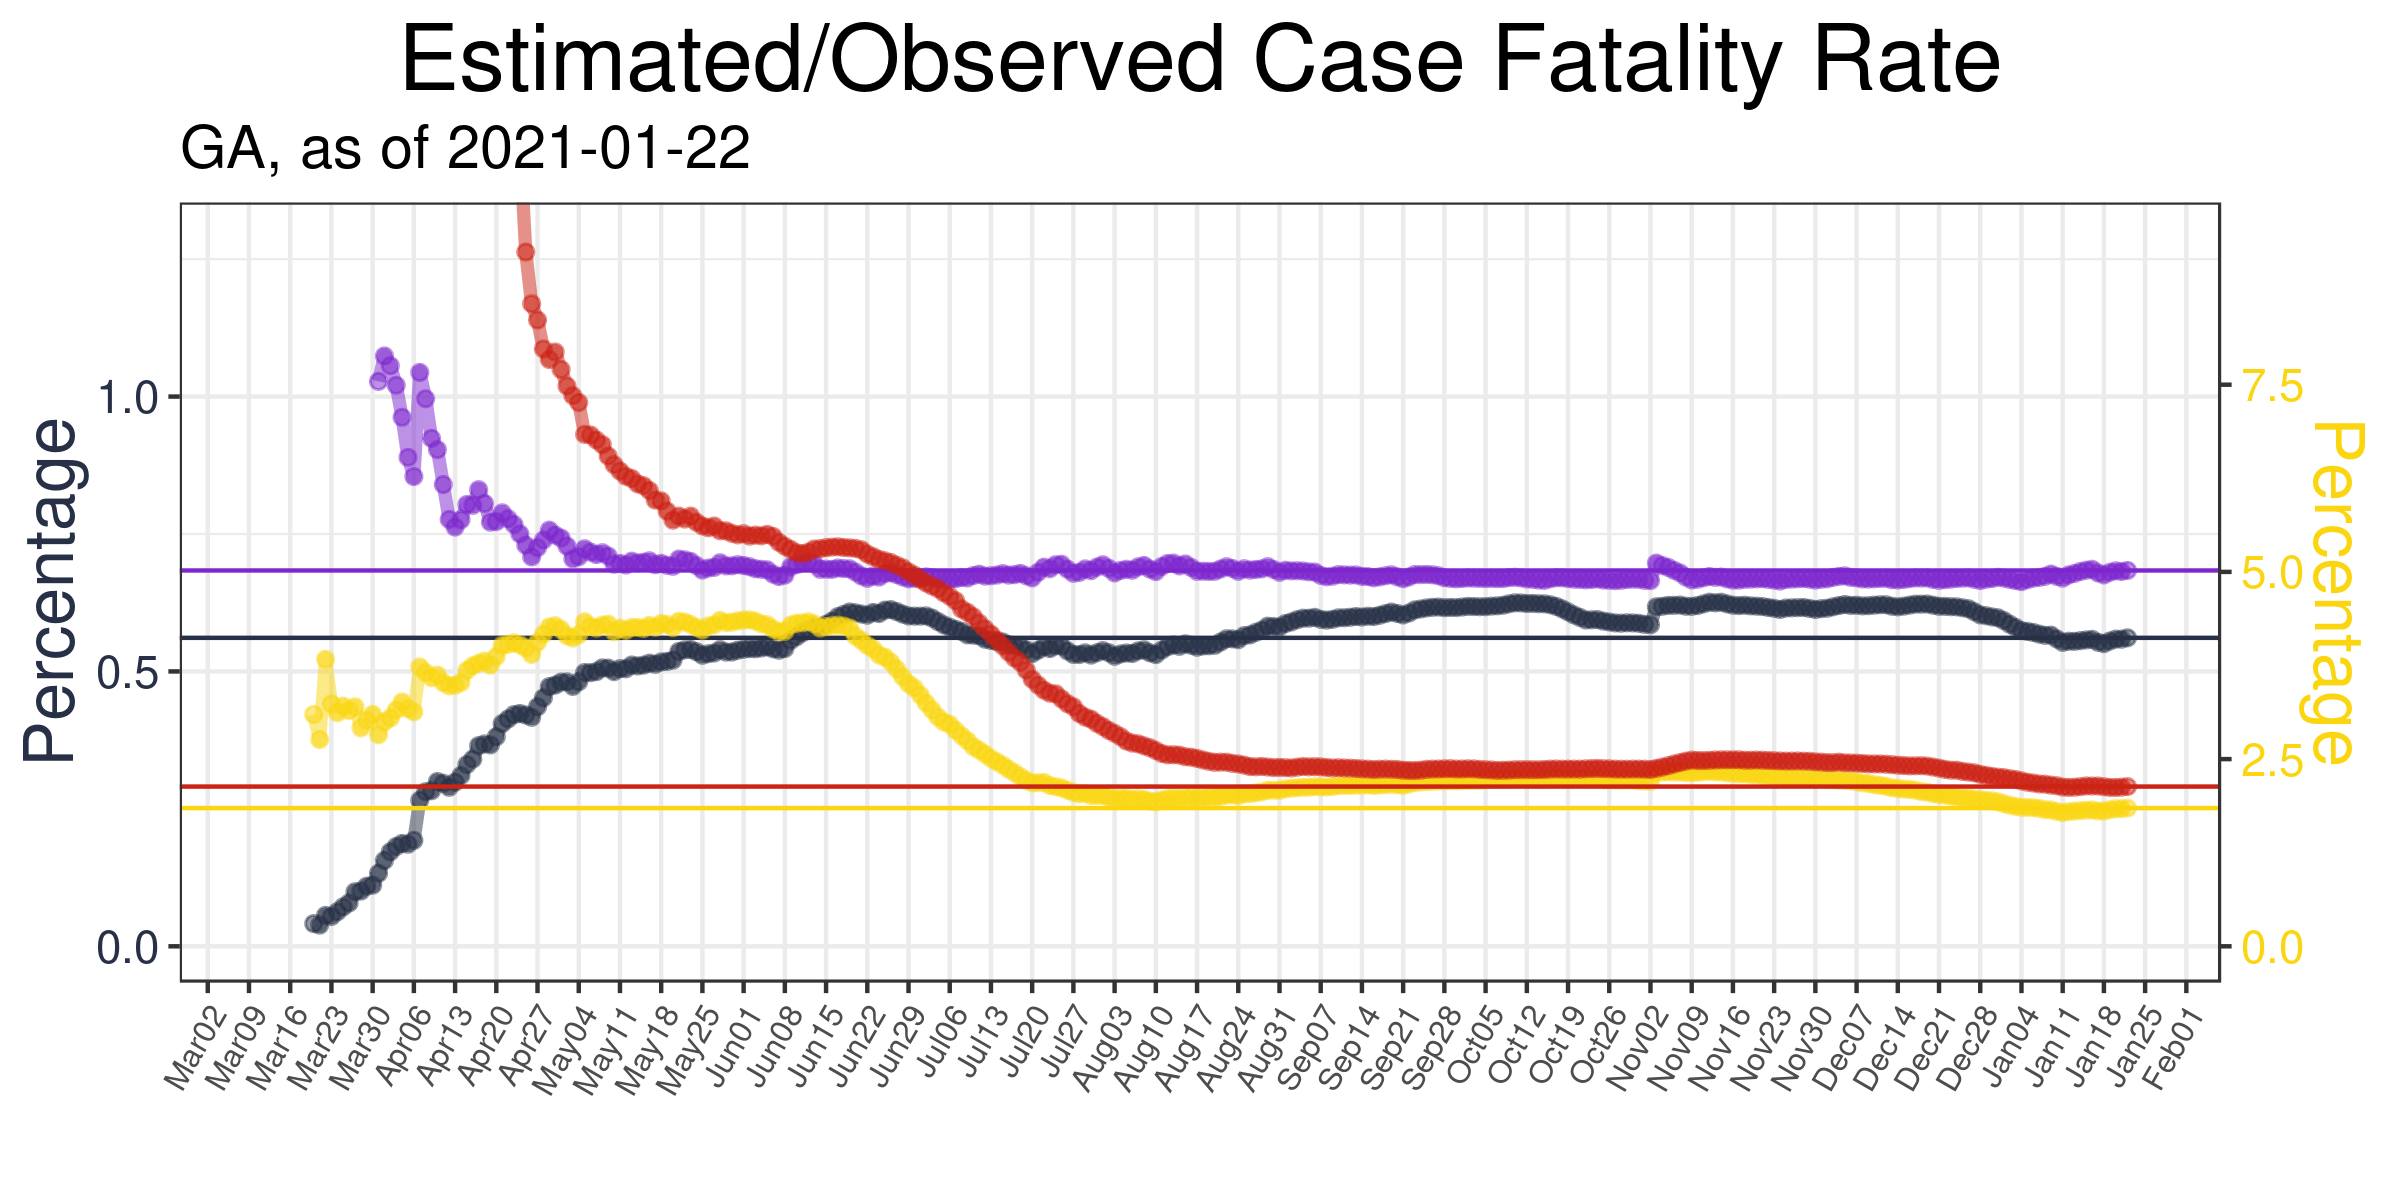 Estimated/Observed Case Fatality Rate
GA, as of 2021-01-22
Percentage
1.0
0.5
0.0
7.5
5.0
2.5
0.0
Percentage
Mar02
Mar09
Mar16
Mar23
Mar30
Apr06
Apr13
Apr20
Apr27
May04
May11
May18
May25
Jun01
Jun08
Jun15
Jun22
Jun29
Jul06
Jul13
Jul20
Jul27
Aug03
Aug10
Aug17
Aug24
Aug31
Sep07
Sep14
Sep21
Sep28
Oct05
Oct12
Oct19
Oct26
Nov02
Nov09
Nov16
Nov23
Nov30
Dec07
Dec14
Dec21
Dec28
Jan04
Jan11
Jan18
Jan25
Feb01